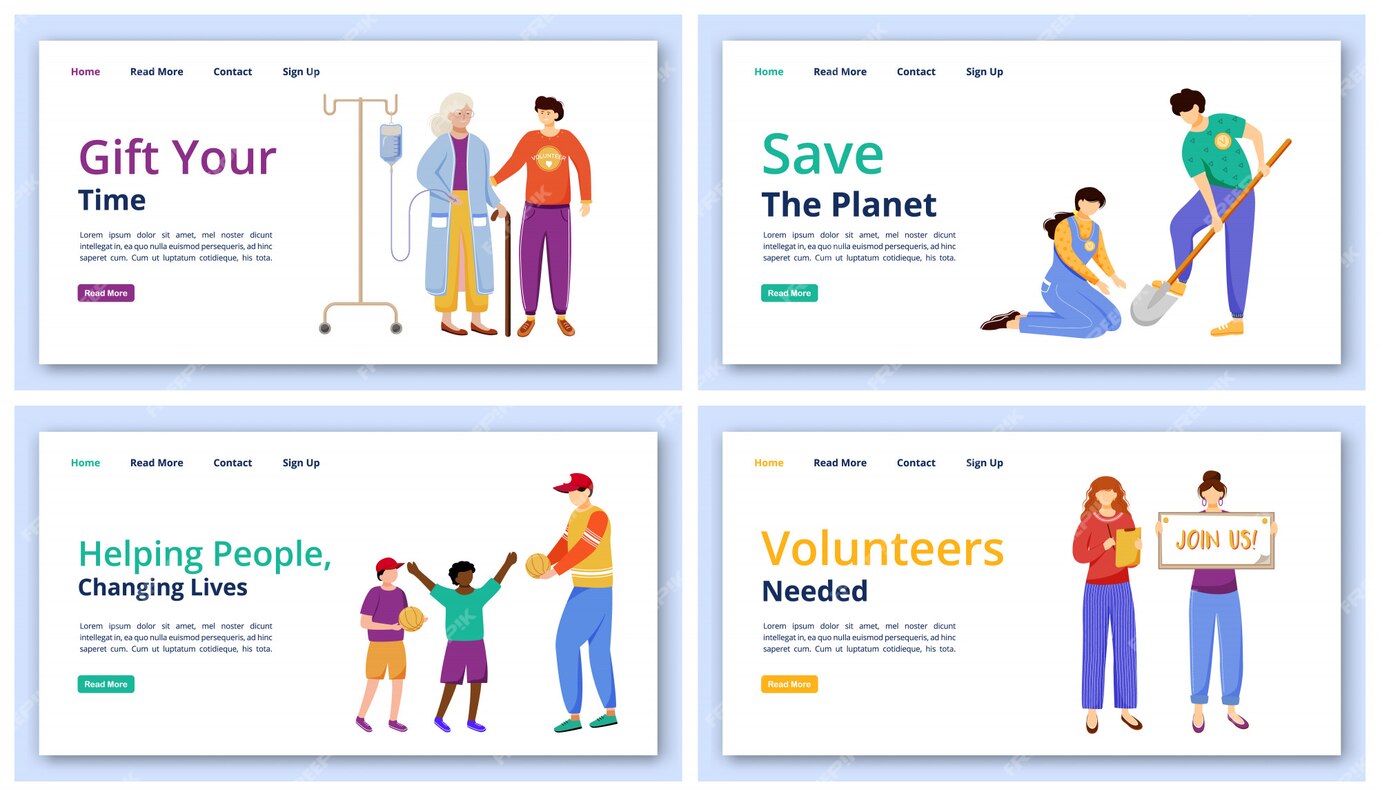 Home Read More Contact Sign Up
Gift Your
Time
Lorem ipsum dolor sit amet, mel noster dicunt
intellegat in, ea quo nulla euismod persequeris, ad hinc
saperet cum. Cum ut luptatum cotidieque, his tota.
Read More
VOLUNTEER
Home Read More Contact Sign Up
Save
The Planet
Lorem ipsum dolor sit amet, mel noster dicunt
intellegat in, ea quo nulla euismod persequeris, ad hinc
saperet cum. Cum ut luptatum cotidieque, his tota.
Read More
Home Read More Contact Sign Up
Helping People,
Changing Lives
Lorem ipsum dolor sit amet, mel noster dicunt
intellegat in, ea quo nulla euismod persequeris, ad hinc
saperet cum. Cum ut luptatum cotidieque, his tota.
Read More
Home Read More Contact Sign Up
Volunteers
Needed
Lorem ipsum dolor sit amet, mel noster dicunt
intellegat in, ea quo nulla euismod persequeris, ad hinc
saperet cum. Cum ut luptatum cotidieque, his tota.
Read More
JOIN US!